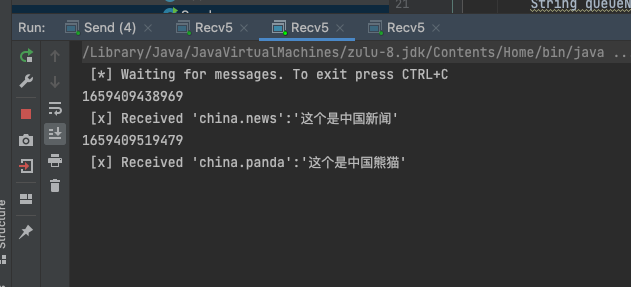 21
String queueN
Run:
Send (4)
Recv5
Recv5
Recv5
/Library/Java/JavaVirtualMachines/zulu-8.jdk/Contents/Home/bin/java ...
[*] Waiting for messages. To exit press CTRL+C
1659409438969
[x] Received 'china.news':'这个是中国新闻'
1659409519479
[x] Received 'china.panda':'这个是中国熊猫'
Structure